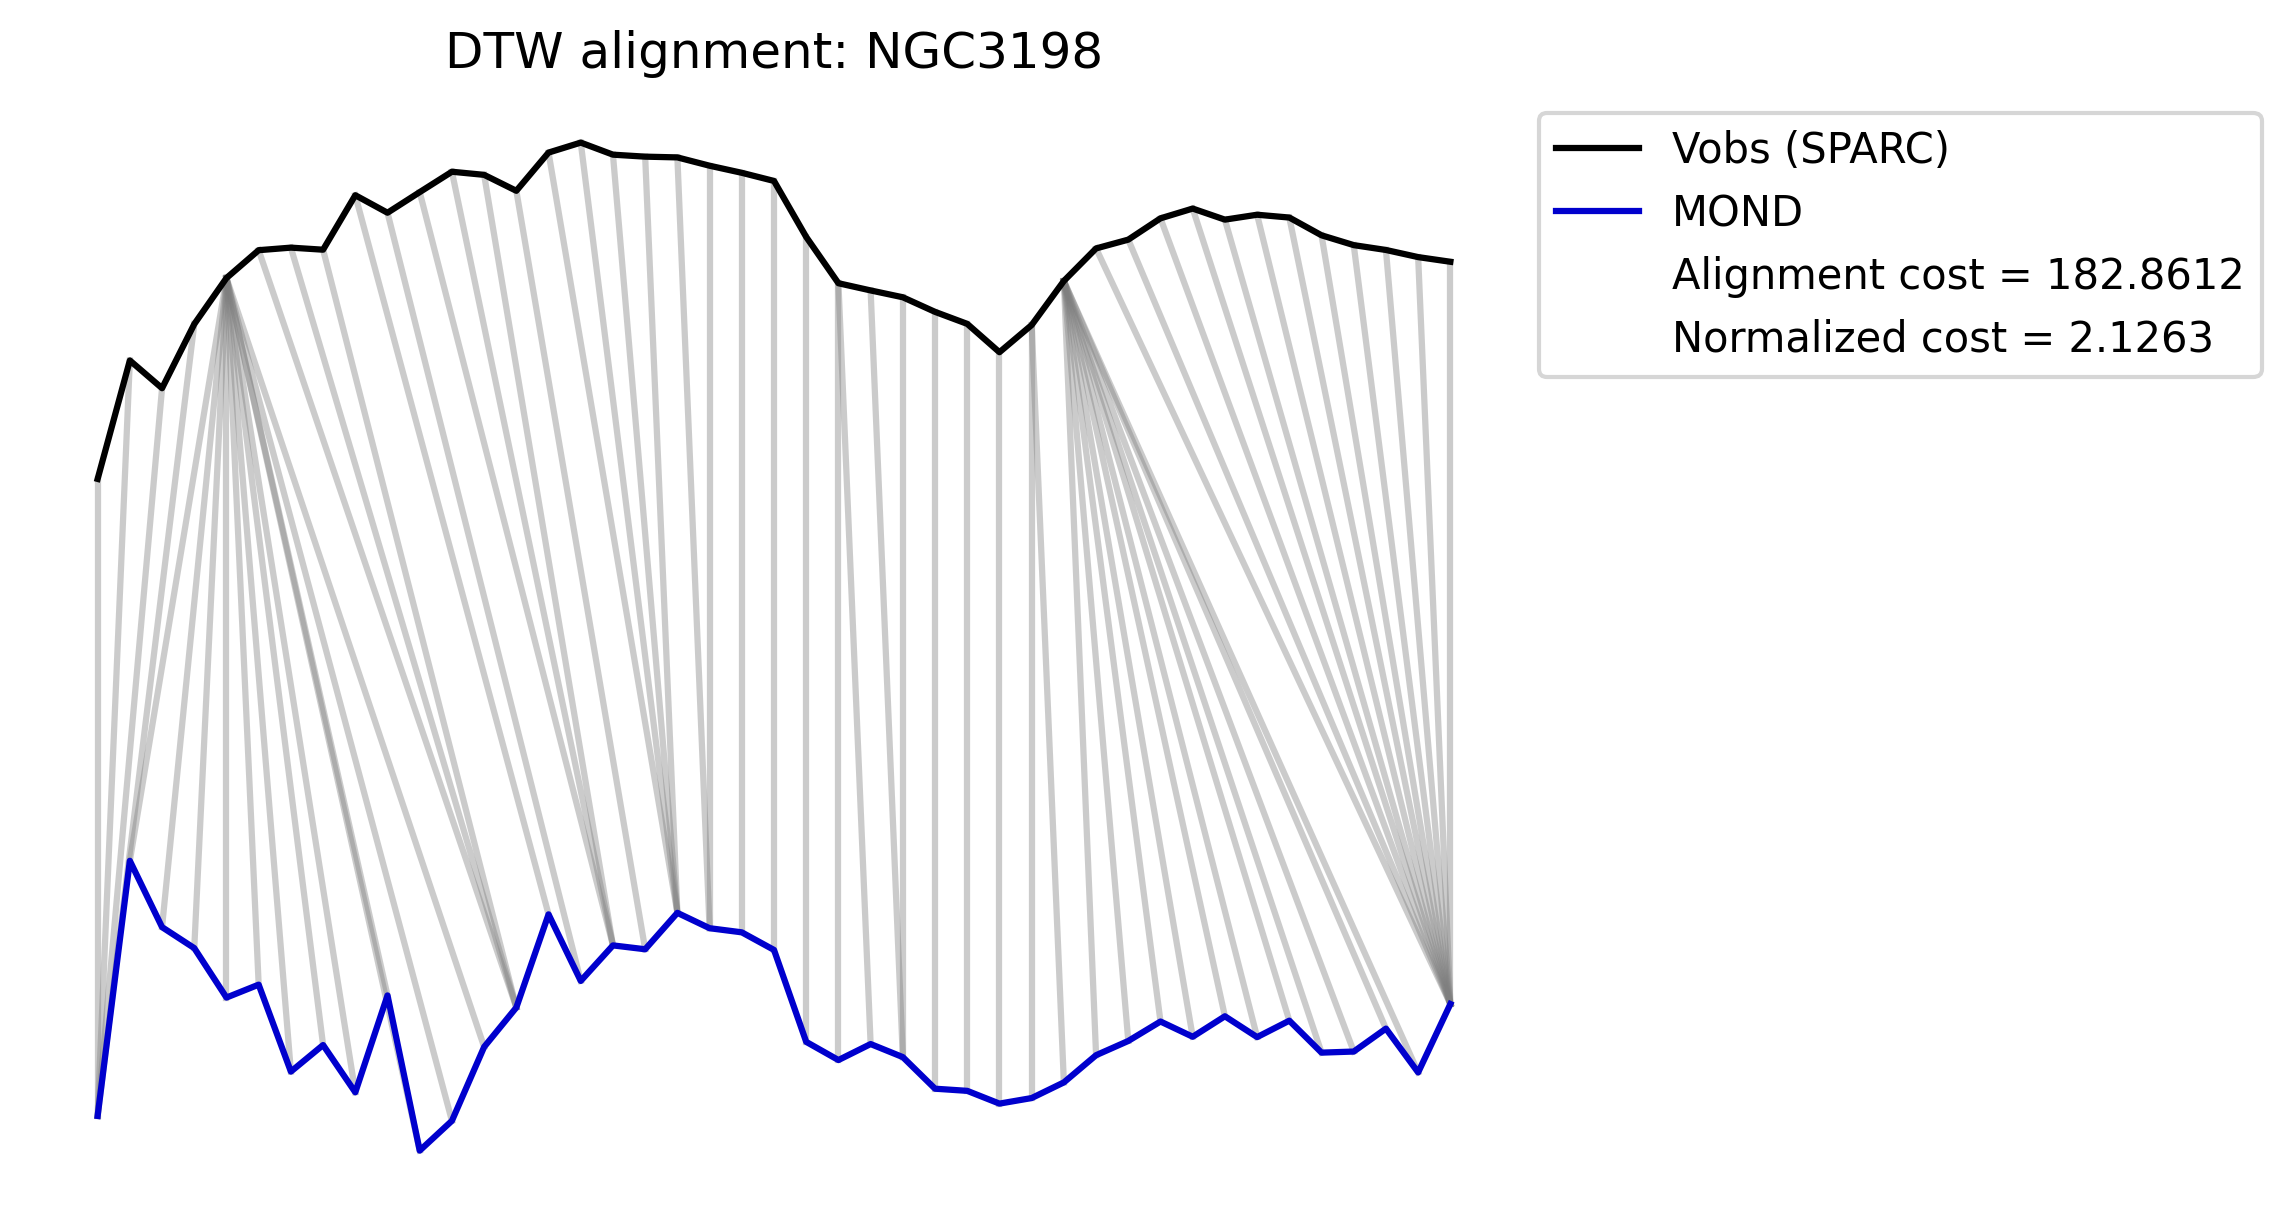 DTW alignment: NGC3198
Vobs (SPARC)
MOND
Alignment cost = 182.8612
Normalized cost = 2.1263